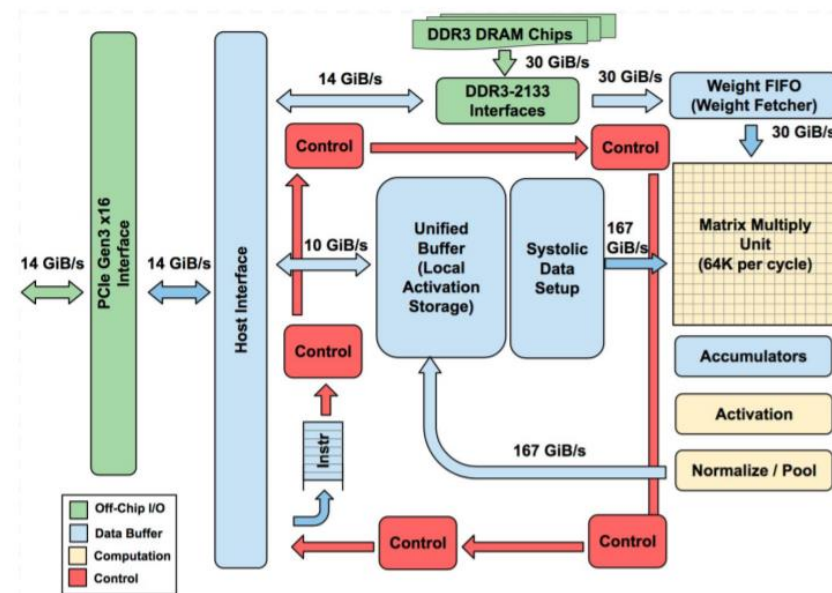 DDR3 DRAM Chips
30 GiB/s
14 GiB/s
DDR3-2133
Interfaces
30 GiB/s
Weight FIFO
(Weight Fetcher)
30 GiB/s
Control
Control
PCIe Gen3 x16
Interface
14 GiB/s
14 GiB/s
Host Interface
10 GiB/s
Unified
Buffer
(Local
Activation
Storage)
Systolic
Data
Setup
167
GiB/s
Matrix Multiply
Unit
(64K per cycle)
Control
Accumulators
Activation
Instr
167 GiB/s
Normalize / Pool
Off-Chip I/O
Data Buffer
Computation
Control
Control
Control